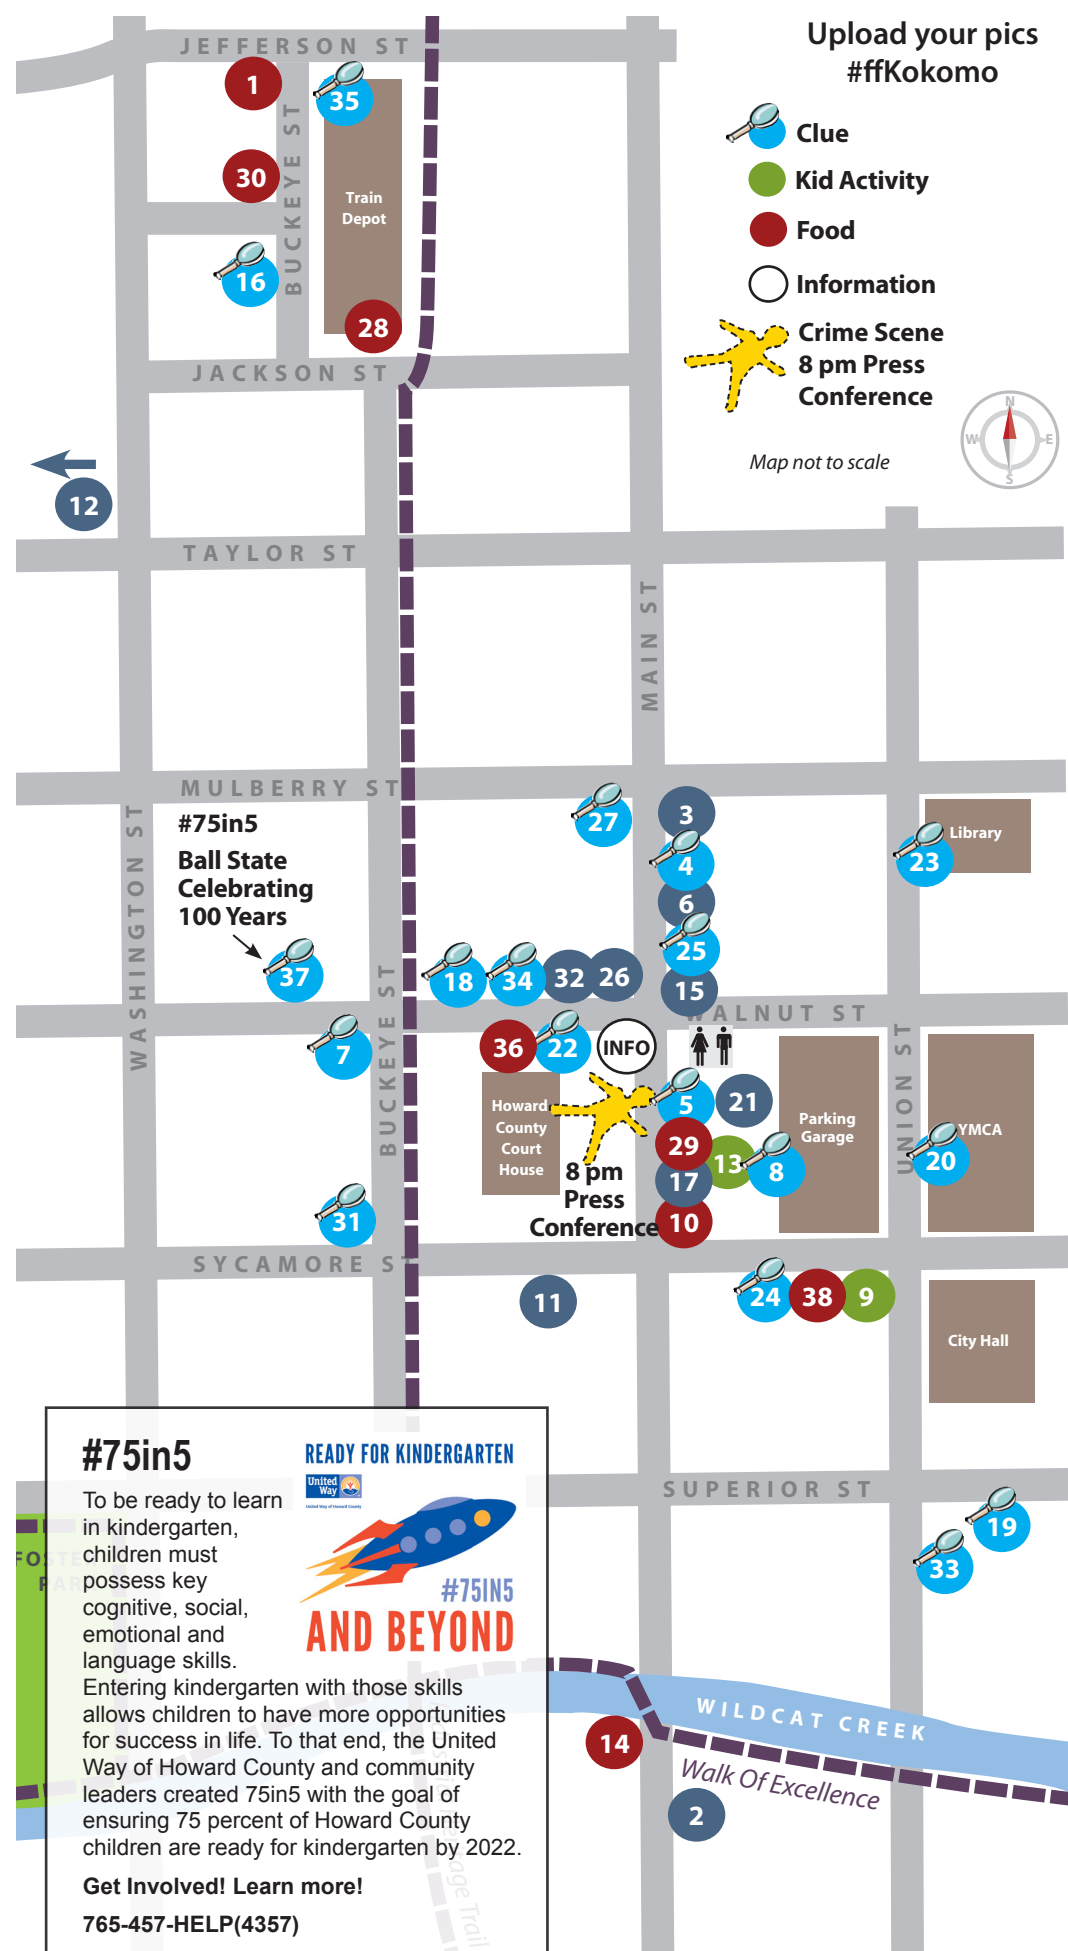 JEFFERSON ST
Upload your pics
#ffKokomo
1
35
BUCKEYE ST
30
Train
Depot
16
28
JACKSON ST
Clue
Kid Activity
Food
Information
Crime Scene
8 pm Press
Conference
Map not to scale
N
W
E
S
12
TAYLOR ST
MAIN ST
MULBERRY ST
WASHINGTON ST
#75in5
Ball State
Celebrating
100 Years
37
27
3
4
6
25
15
Library
23
18
34
32
26
BUCKEYE ST
WALNUT ST
UNION ST
7
36
22
INFO
Howard
County
Court
House
5
21
29
13
8
17
10
Parking
Garage
YMCA
20
8 pm
Press
Conference
31
SYCAMORE ST
11
24
38
9
City Hall
SUPERIOR ST
19
33
FOSTER
PARK
#75in5
To be ready to learn
in kindergarten,
children must
possess key
cognitive, social,
emotional and
language skills.
Entering kindergarten with those skills
allows children to have more opportunities
for success in life. To that end, the United
Way of Howard County and community
leaders created 75in5 with the goal of
ensuring 75 percent of Howard County
children are ready for kindergarten by 2022.
Get Involved! Learn more!
765-457-HELP(4357)
READY FOR KINDERGARTEN
United
Way
United Way of Howard County
#75IN5
AND BEYOND
WILDCAT CREEK
14
Walk Of Excellence
2
age Trail